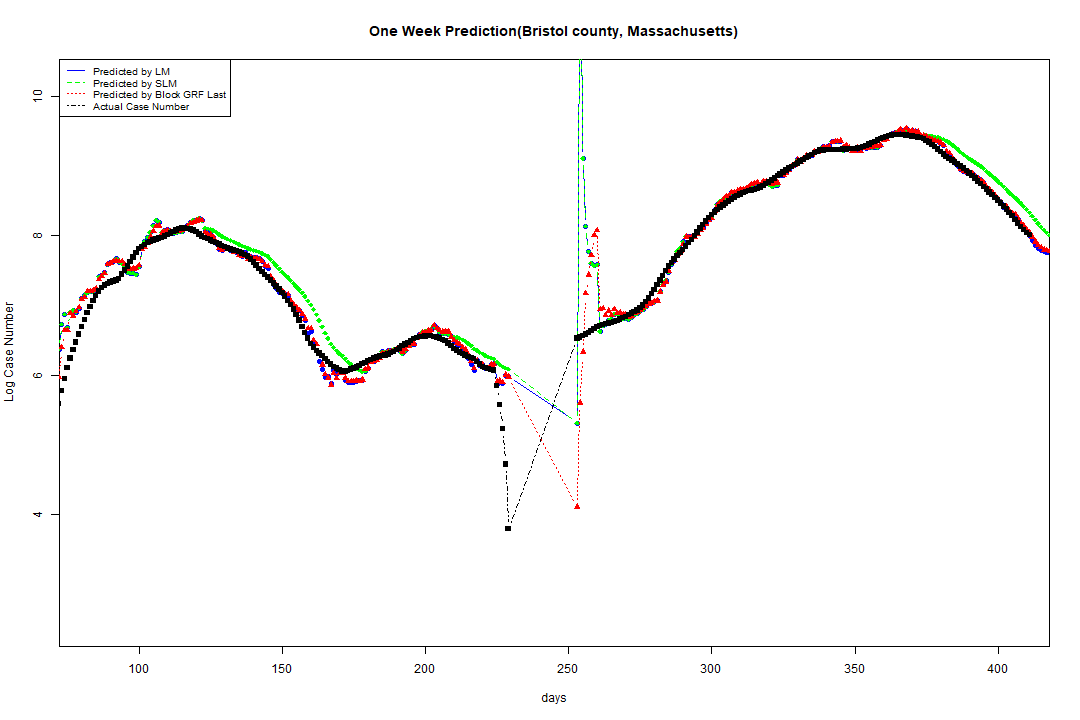 One Week Prediction(Bristol county, Massachusetts)
Predicted by LM
Predicted by SLM
Predicted by Block GRF Last
Actual Case Number
10
8
6
4
Log Case Number
100 150 200 250 300 350 400
days